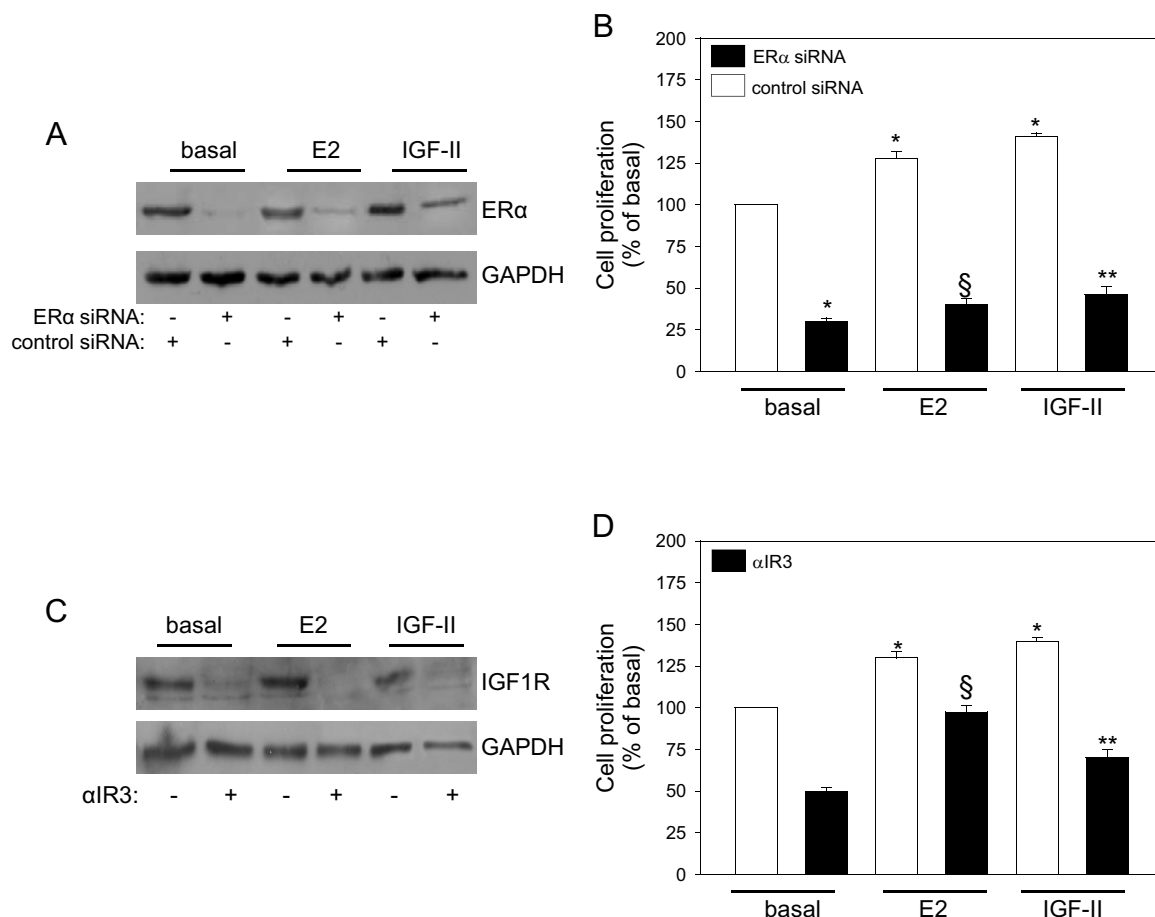 A
basal E2 IGF-II
ERα
GAPDH
ERα siRNA: - + - + - +
control siRNA: + - + - + -
B
200
175
150
125
100
75
50
25
0
Cell proliferation
(% of basal)
ERα siRNA
control siRNA
* * * § **
basal E2 IGF-II
C
basal E2 IGF-II
IGF1R
GAPDH
αIR3: - + - + - +
D
200
175
150
125
100
75
50
25
0
Cell proliferation
(% of basal)
αIR3
* * § **
basal E2 IGF-II